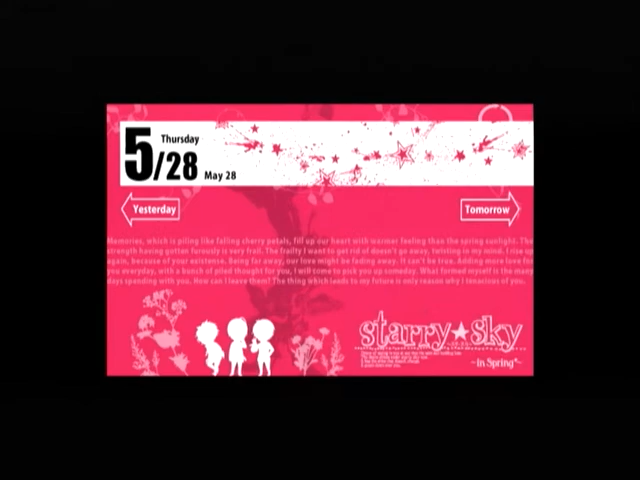 5/28
Thursday
May 28
Yesterday
Tomorrow
Memories, which is piling like falling cherry petals, fill up our heart with warmer feeling than the spring sunlight. The
strength having gotten furously is very frail. The frailty I want to get rid of doesn't go away, twisting in my mind. I rise up
again, because of your existence. Being far away, our love might be fading away. It can't be true. Adding more love for
you everyday, with a bunch of piled thought for you, I will come to pick you up someday. What formed myself is the many
days spending with you. How can I leave them? The thing which leads to my future is only reason why I tenacious of you.
starry★sky
~in Spring~